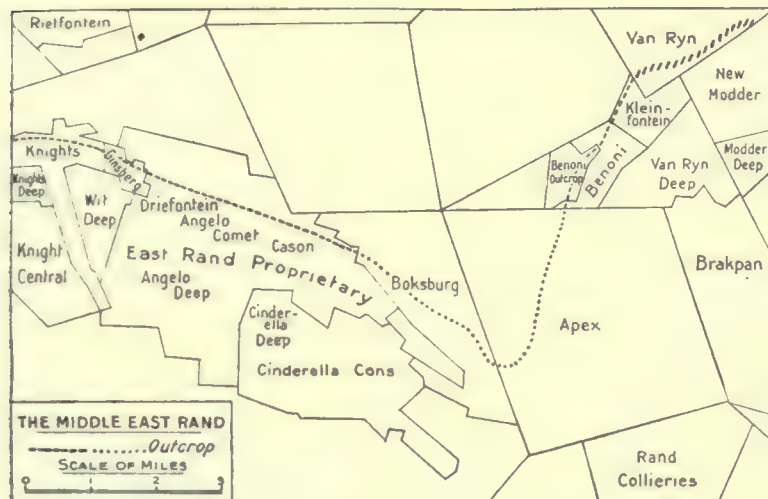 Rietfontein
Van Ryn
New
Modder
Klein-
fontein
Knights
Ginsberg
Benoni
Outcrop
Benoni
Van Ryn
Deep
Modder
Deep
Knights
Deep
Wit
Deep
Driefontein
Angelo
Comet
Cason
Knight
Central
East Rand Proprietary
Angelo
Deep
Boksburg
Brakpan
Cinder-
ella
Deep
Apex
Cinderella Cons
THE MIDDLE EAST RAND
Outcrop
SCALE OF MILES
0 1 2 3
Rand
Collieries